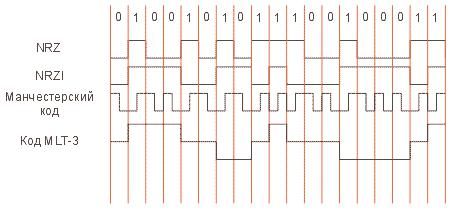 0 1 0 0 1 0 1 0 1 1 1 0 0 1 0 0 0 1 1
NRZ
NRZI
Манчестерский
код
Код MLT-3